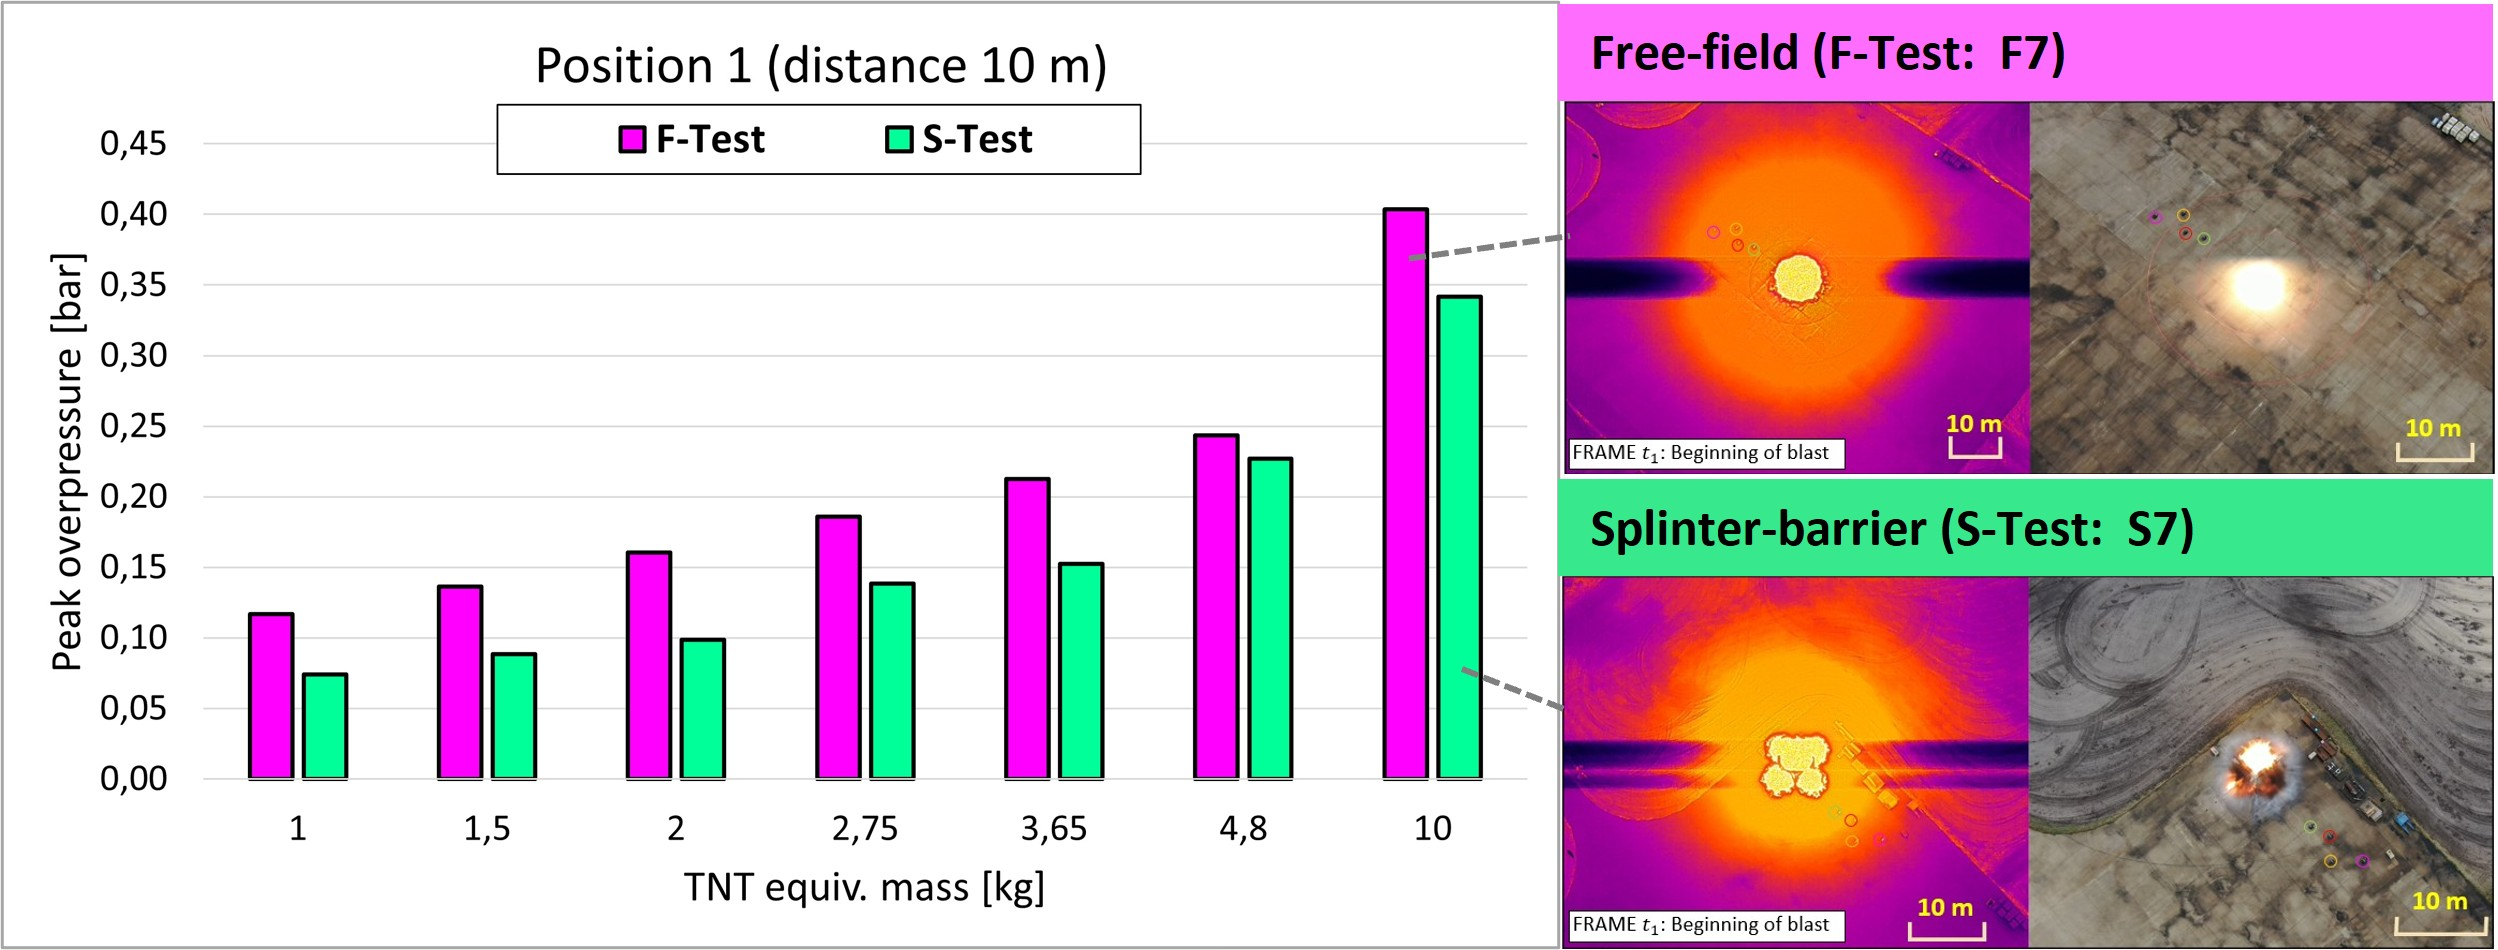 Position 1 (distance 10 m)
F-Test S-Test
0,45
0,40
0,35
0,30
0,25
0,20
0,15
0,10
0,05
0,00
Peak overpressure [bar]
1 1,5 2 2,75 3,65 4,8 10
TNT equiv. mass [kg]
Free-field (F-Test: F7)
10 m
10 m
FRAME t₁: Beginning of blast
Splinter-barrier (S-Test: S7)
10 m
10 m
FRAME t₁: Beginning of blast